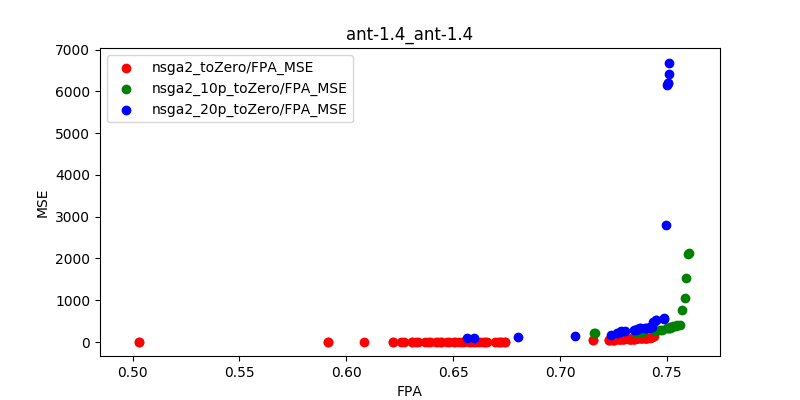 ant-1.4_ant-1.4
nsga2_toZero/FPA_MSE
nsga2_10p_toZero/FPA_MSE
nsga2_20p_toZero/FPA_MSE
MSE
7000
6000
5000
4000
3000
2000
1000
0
0.50 0.55 0.60 0.65 0.70 0.75
FPA